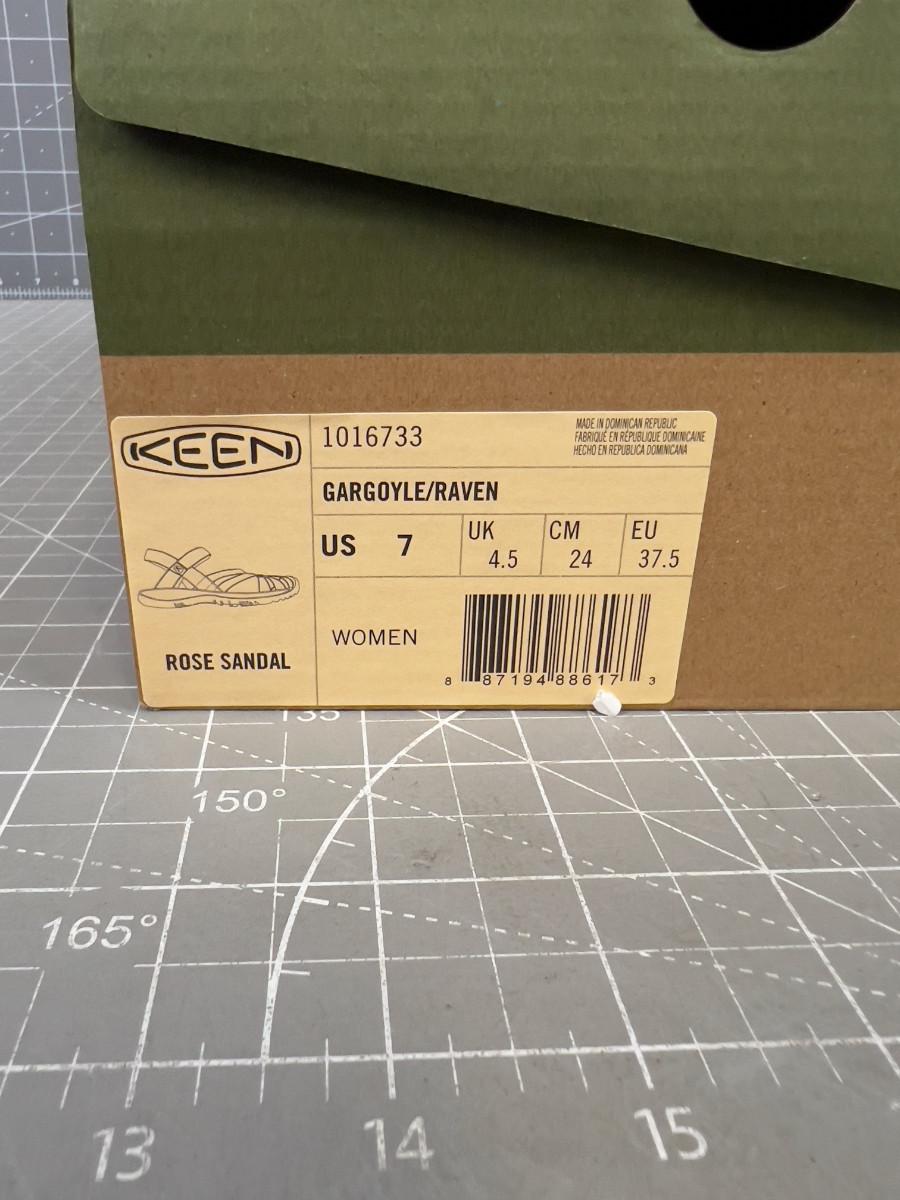 KEEN
1016733
MADE IN DOMINICAN REPUBLIC
FABRIQUÉ EN RÉPUBLIQUE DOMINICAINE
HECHO EN REPUBLICA DOMINICANA
GARGOYLE/RAVEN
US 7
UK 4.5
CM 24
EU 37.5
ROSE SANDAL
WOMEN
8 87194 88617 3
135
150°
165°
13 14 15